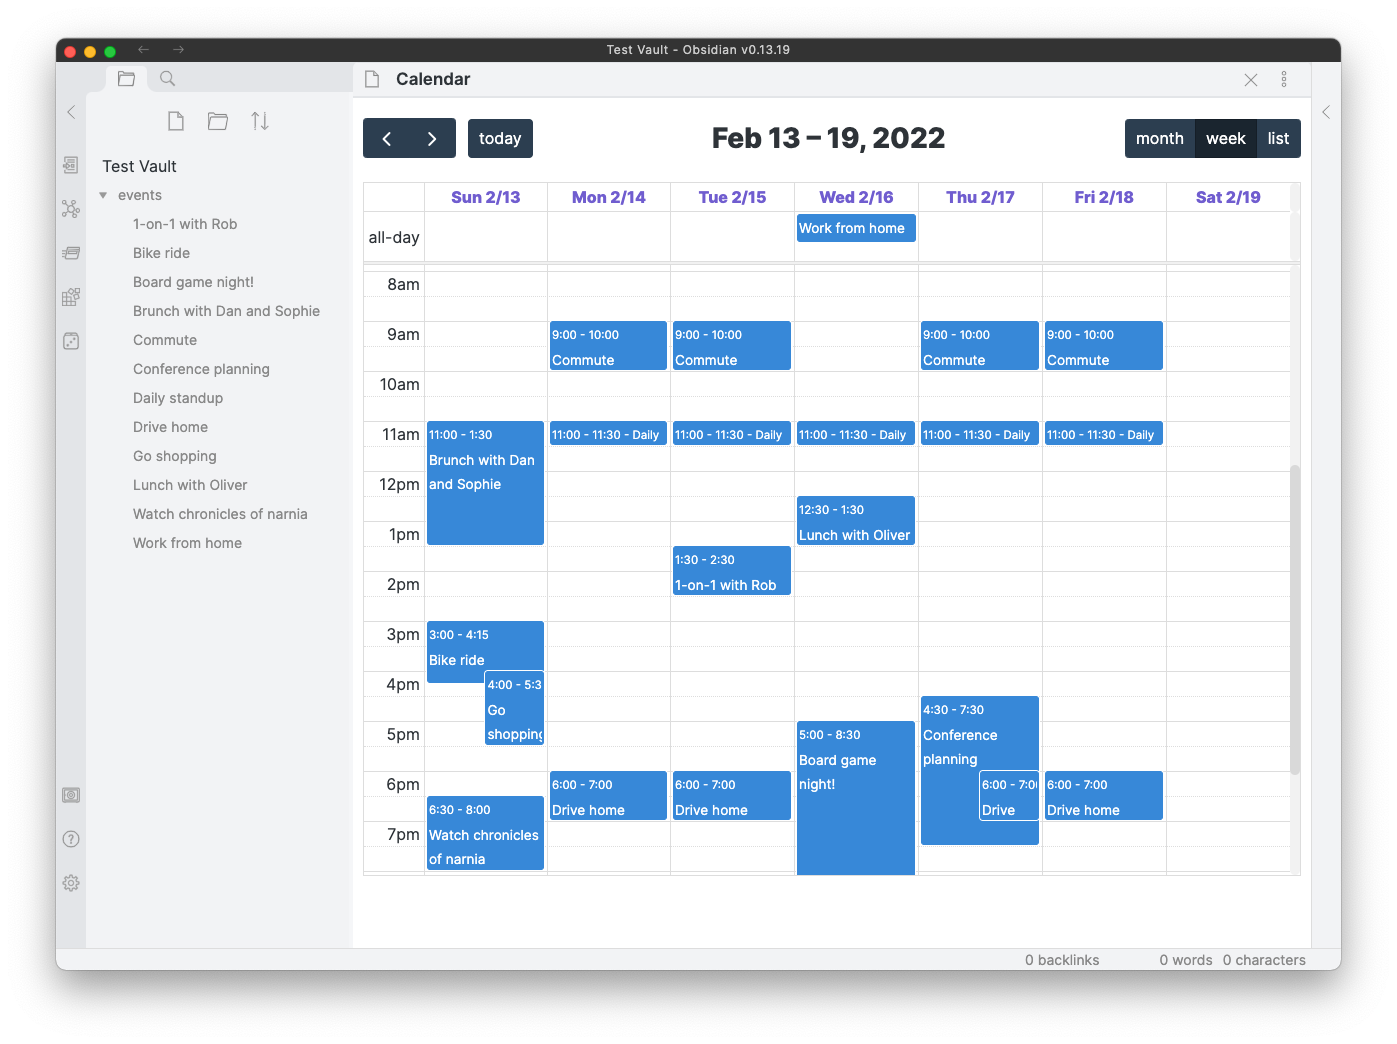 Test Vault - Obsidian v0.13.19
Calendar
Test Vault
events
1-on-1 with Rob
Bike ride
Board game night!
Brunch with Dan and Sophie
Commute
Conference planning
Daily standup
Drive home
Go shopping
Lunch with Oliver
Watch chronicles of narnia
Work from home
today
Feb 13 – 19, 2022
month week list
Sun 2/13 Mon 2/14 Tue 2/15 Wed 2/16 Thu 2/17 Fri 2/18 Sat 2/19
all-day
Work from home
8am
9am
10am
11am
12pm
1pm
2pm
3pm
4pm
5pm
6pm
7pm
11:00 - 1:30
Brunch with Dan
and Sophie
3:00 - 4:15
Bike ride
4:00 - 5:3
Go
shopping
6:30 - 8:00
Watch chronicles
of narnia
9:00 - 10:00
Commute
11:00 - 11:30 - Daily
6:00 - 7:00
Drive home
9:00 - 10:00
Commute
11:00 - 11:30 - Daily
1:30 - 2:30
1-on-1 with Rob
6:00 - 7:00
Drive home
11:00 - 11:30 - Daily
12:30 - 1:30
Lunch with Oliver
5:00 - 8:30
Board game
night!
9:00 - 10:00
Commute
11:00 - 11:30 - Daily
4:30 - 7:30
Conference
planning
6:00 - 7:0
Drive
9:00 - 10:00
Commute
11:00 - 11:30 - Daily
6:00 - 7:00
Drive home
0 backlinks 0 words 0 characters